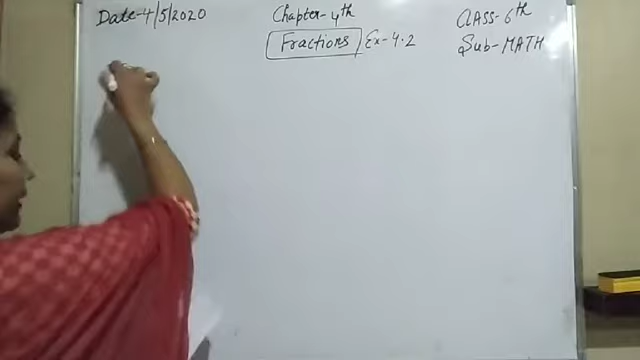 Date-4/5/2020
Chapter-4th
CLASS-6th
Fractions Ex-4.2
Sub-MATH